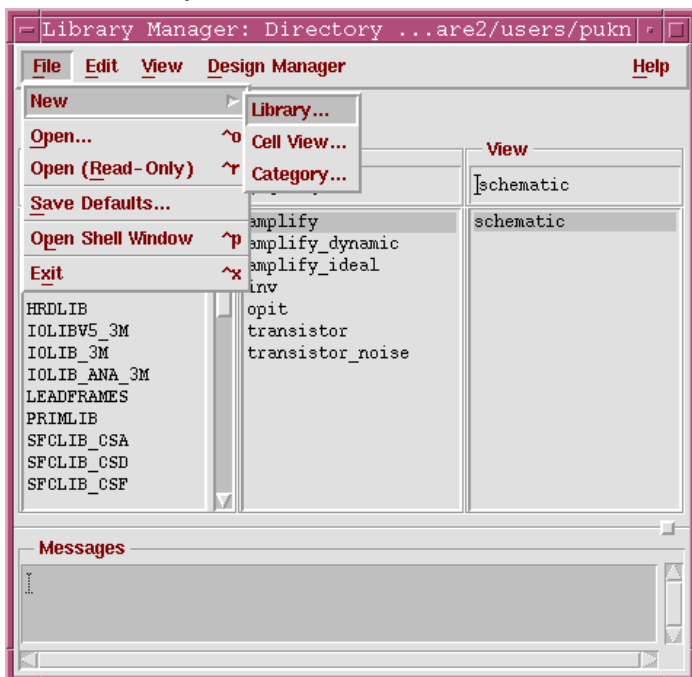 Library Manager: Directory ...are2/users/pukn
File Edit View Design Manager Help
New
Open... ^o
Open (Read-Only) ^r
Save Defaults...
Open Shell Window ^p
Exit ^x
Library...
Cell View...
Category...
View
schematic
HRDLIB
IOLIBV5_3M
IOLIB_3M
IOLIB_ANA_3M
LEADFRAMES
PRIMLIB
SFCLIB_CSA
SFCLIB_CSD
SFCLIB_CSF
amplify
amplify_dynamic
amplify_ideal
inv
opit
transistor
transistor_noise
schematic
Messages